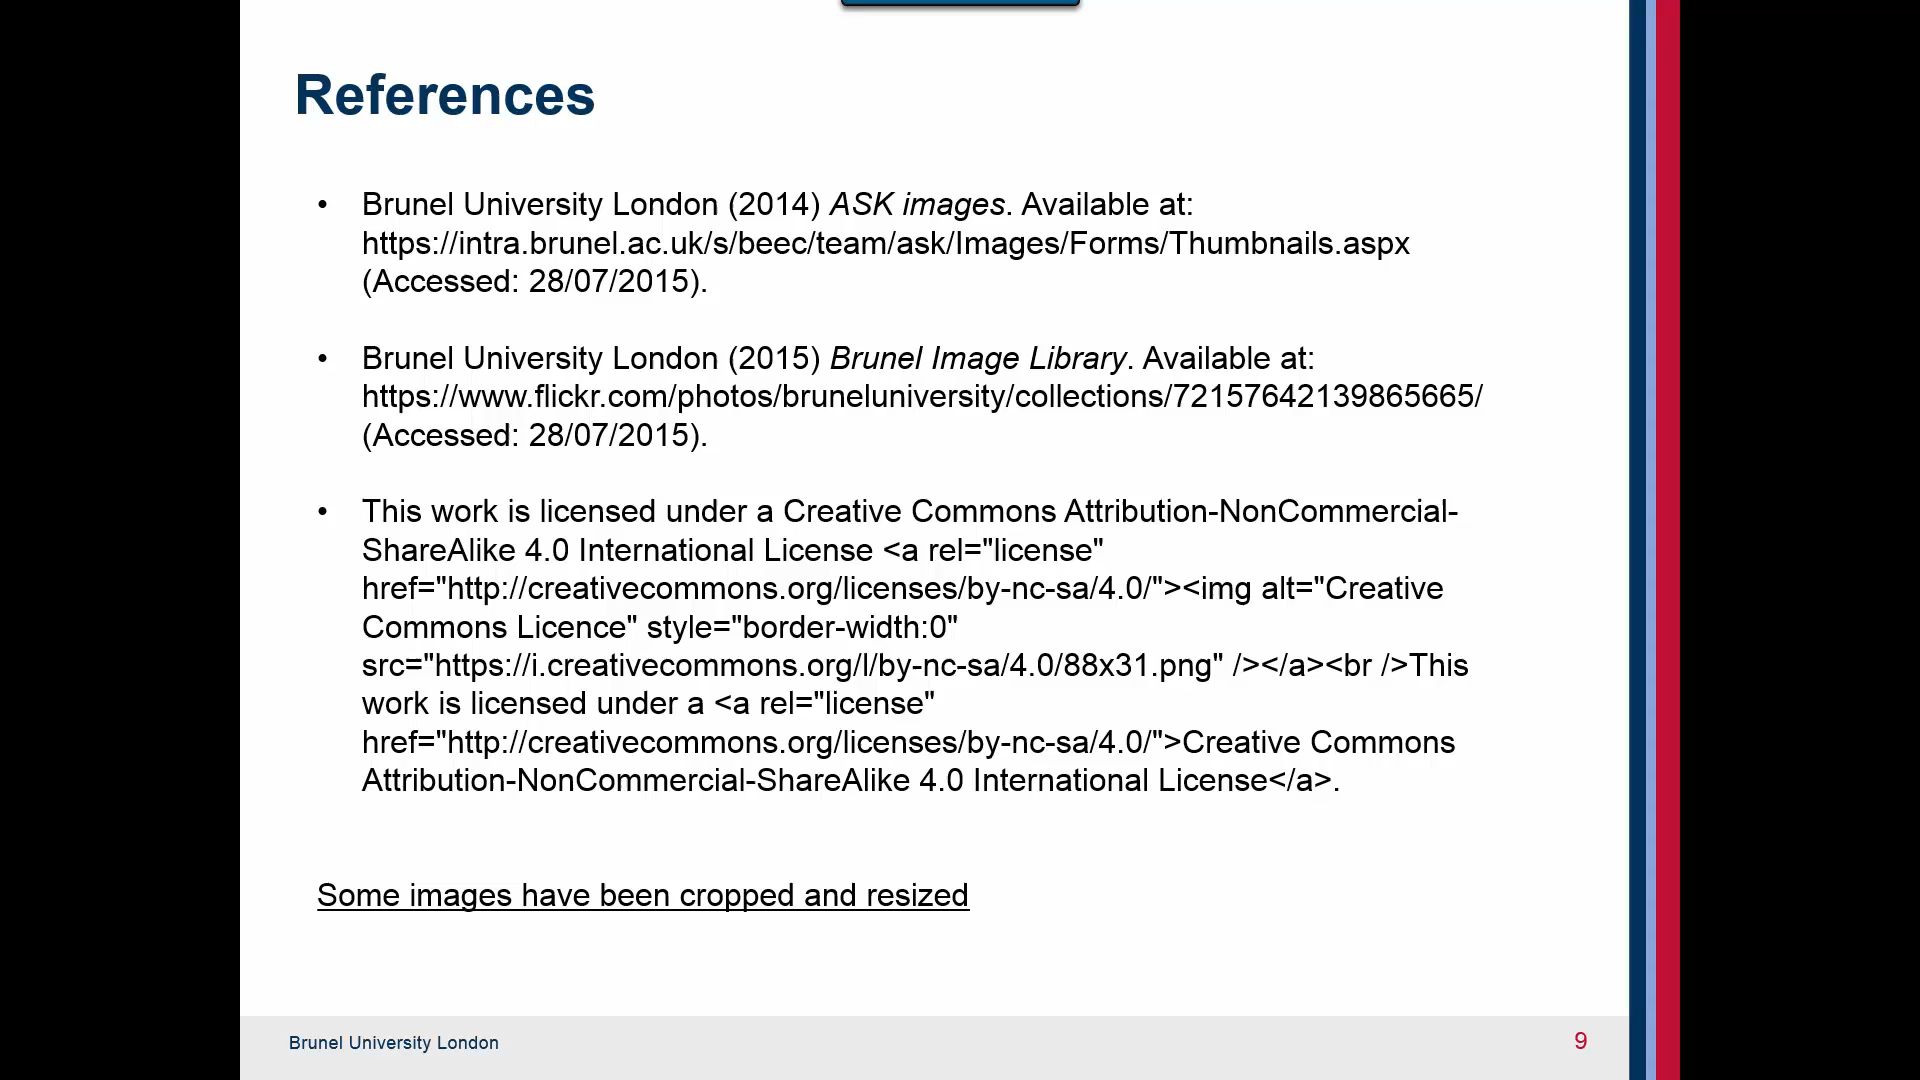 References
• Brunel University London (2014) ASK images. Available at:
https://intra.brunel.ac.uk/s/beec/team/ask/Images/Forms/Thumbnails.aspx
(Accessed: 28/07/2015).
• Brunel University London (2015) Brunel Image Library. Available at:
https://www.flickr.com/photos/bruneluniversity/collections/72157642139865665/
(Accessed: 28/07/2015).
• This work is licensed under a Creative Commons Attribution-NonCommercial-
ShareAlike 4.0 International License <a rel="license"
href="http://creativecommons.org/licenses/by-nc-sa/4.0/"><img alt="Creative
Commons Licence" style="border-width:0"
src="https://i.creativecommons.org/l/by-nc-sa/4.0/88x31.png" /></a><br />This
work is licensed under a <a rel="license"
href="http://creativecommons.org/licenses/by-nc-sa/4.0/">Creative Commons
Attribution-NonCommercial-ShareAlike 4.0 International License</a>.
Some images have been cropped and resized
Brunel University London
9